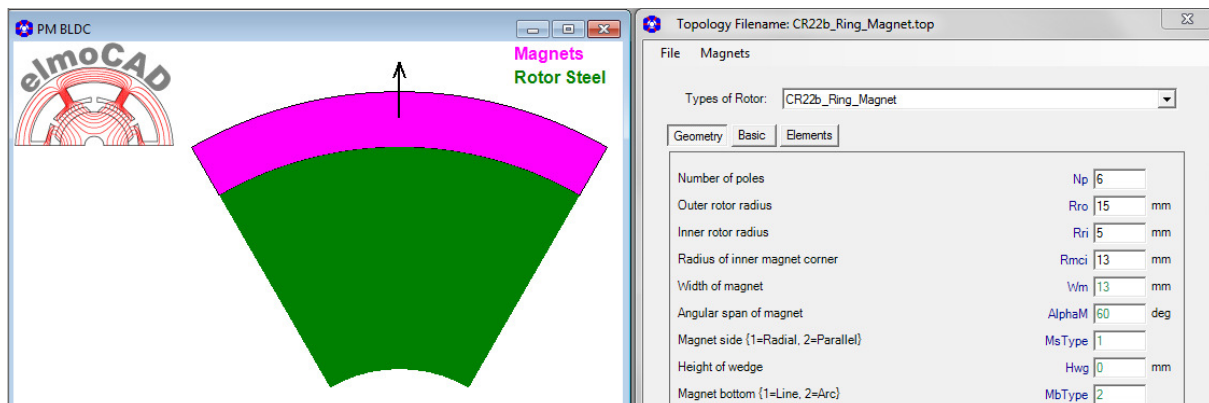 PM BLDC
elmoCAD
Magnets
Rotor Steel
Topology Filename: CR22b_Ring_Magnet.top
File Magnets
Types of Rotor: CR22b_Ring_Magnet
Geometry Basic Elements
Number of poles Np 6
Outer rotor radius Rro 15 mm
Inner rotor radius Rri 5 mm
Radius of inner magnet corner Rmci 13 mm
Width of magnet Wm 13 mm
Angular span of magnet AlphaM 60 deg
Magnet side {1=Radial, 2=Parallel} MsType 1
Height of wedge Hwg 0 mm
Magnet bottom {1=Line, 2=Arc} MbType 2